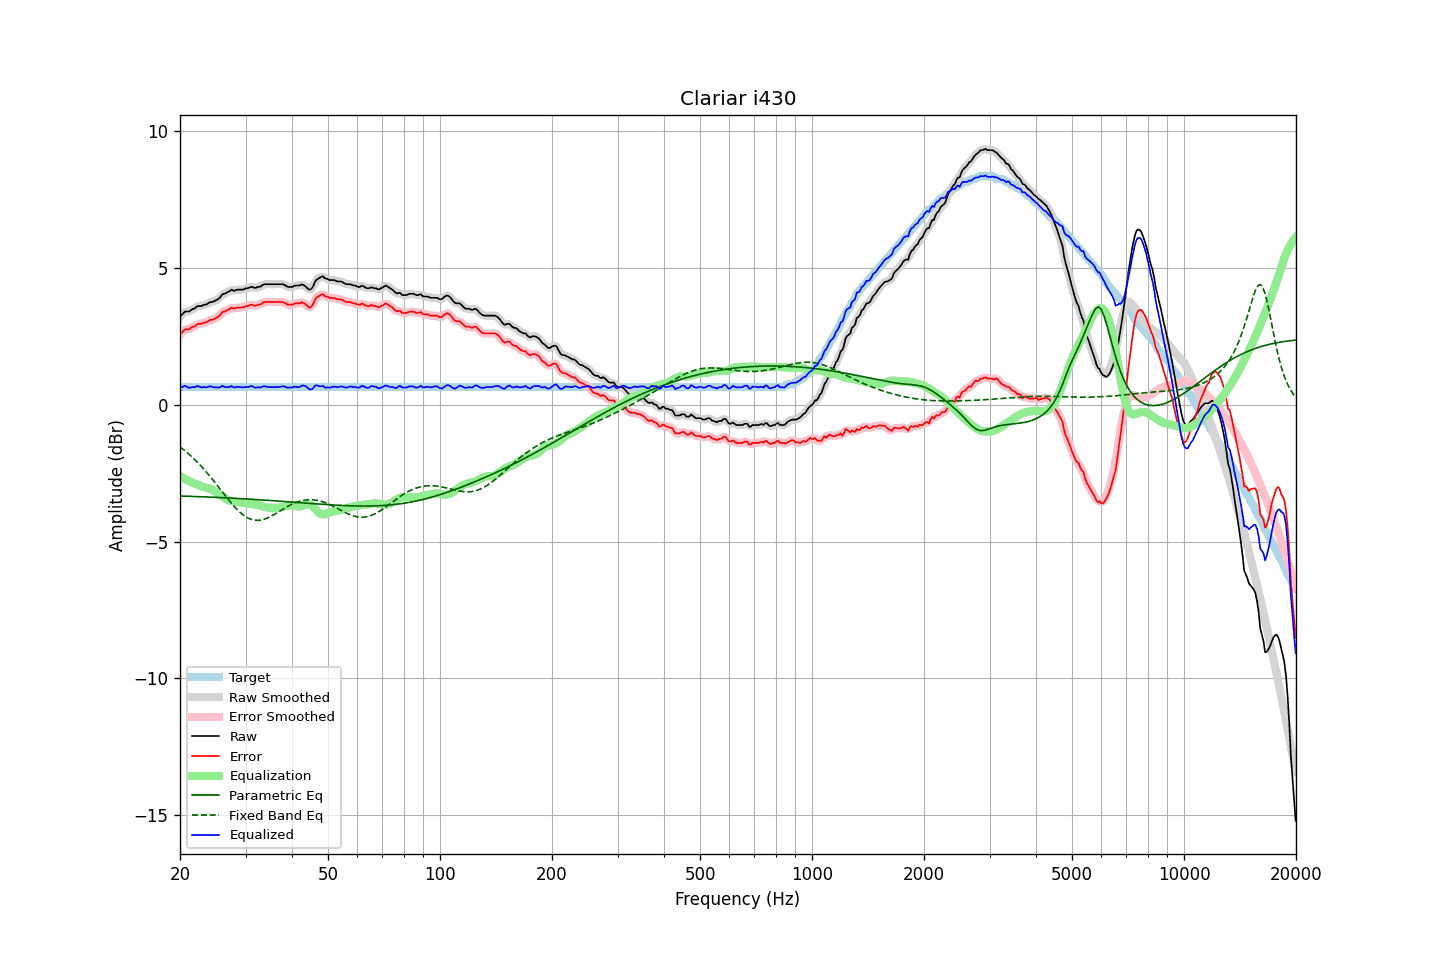 Clariar i430
10
5
0
−5
−10
−15
Amplitude (dBr)
Target
Raw Smoothed
Error Smoothed
Raw
Error
Equalization
Parametric Eq
Fixed Band Eq
Equalized
20 50 100 200 500 1000 2000 5000 10000 20000
Frequency (Hz)